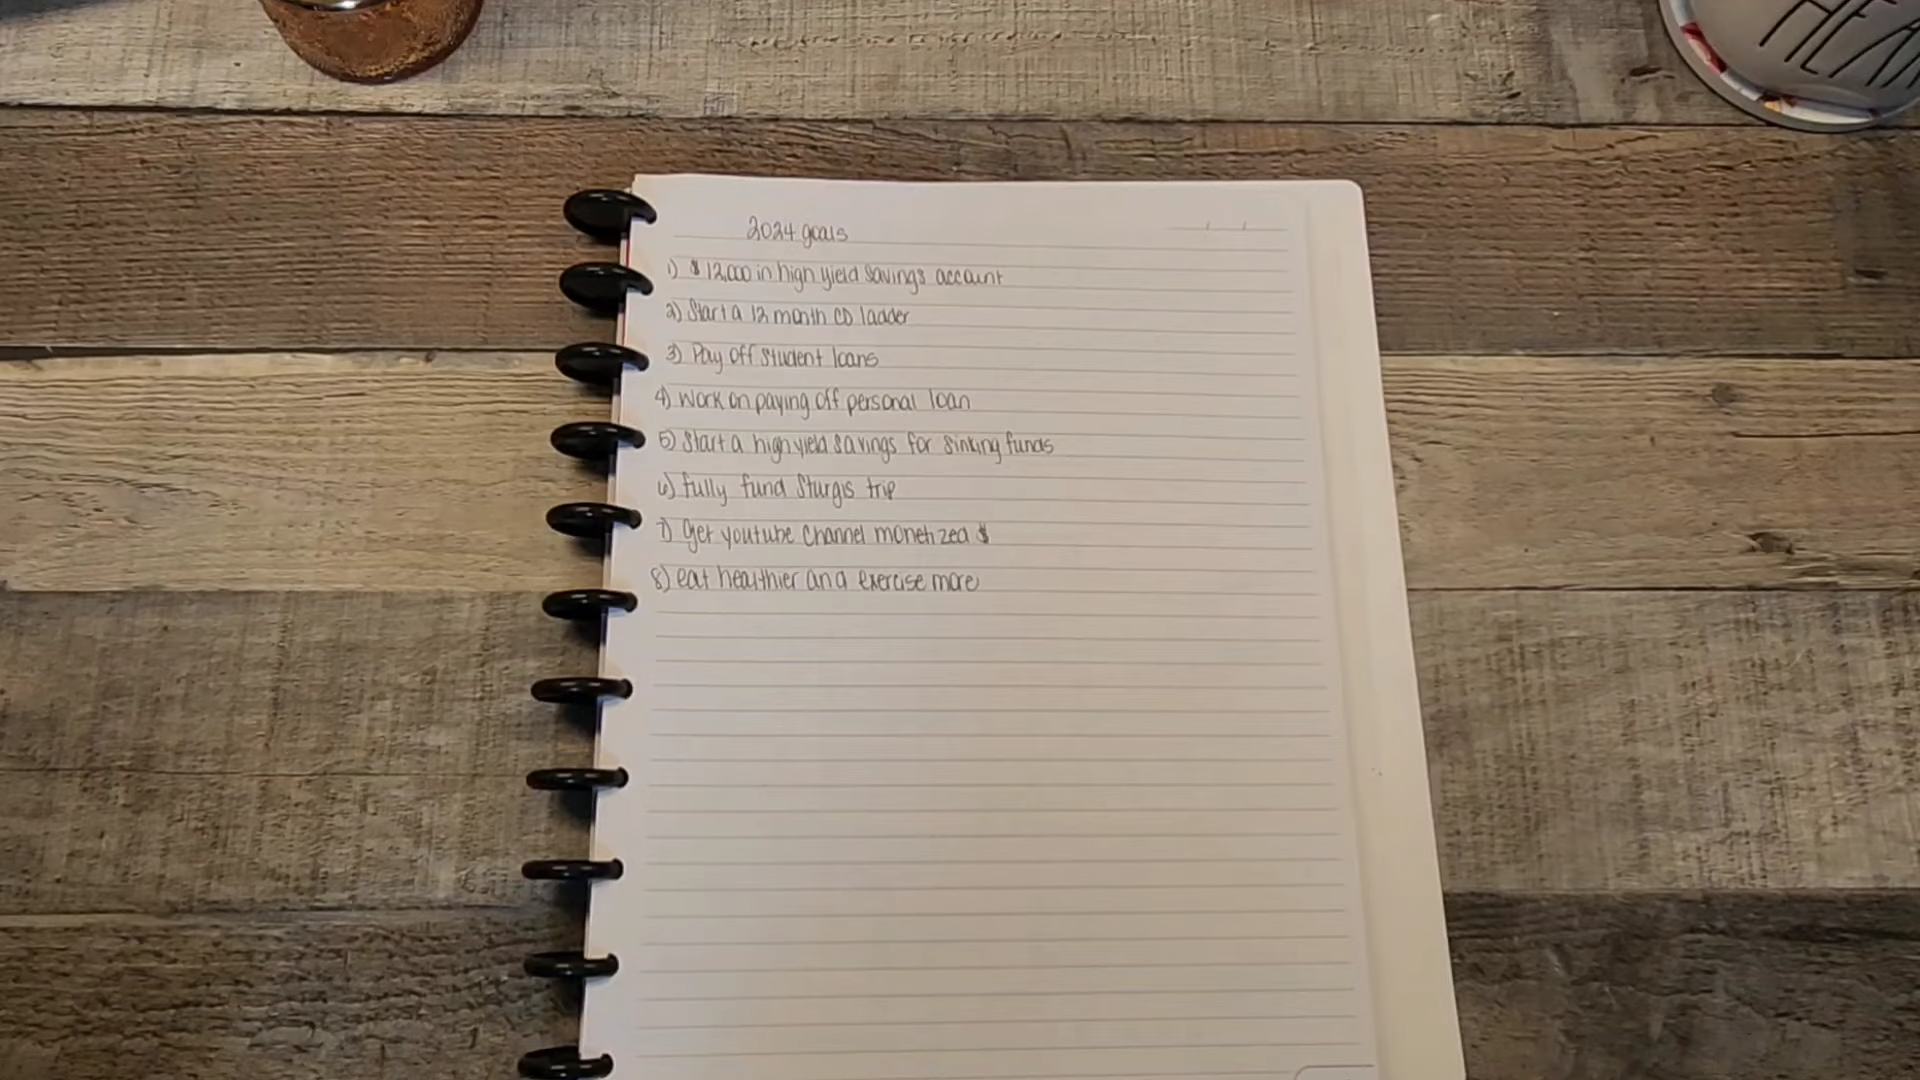 HEA
2024 goals
1) $12,000 in high yield savings account
2) Start a 12 month CD ladder
3) Pay off student loans
4) Work on paying off personal loan
5) Start a high yield savings for sinking funds
6) fully fund Sturgis trip
7) get youtube channel monetized $
8) eat healthier and exercise more